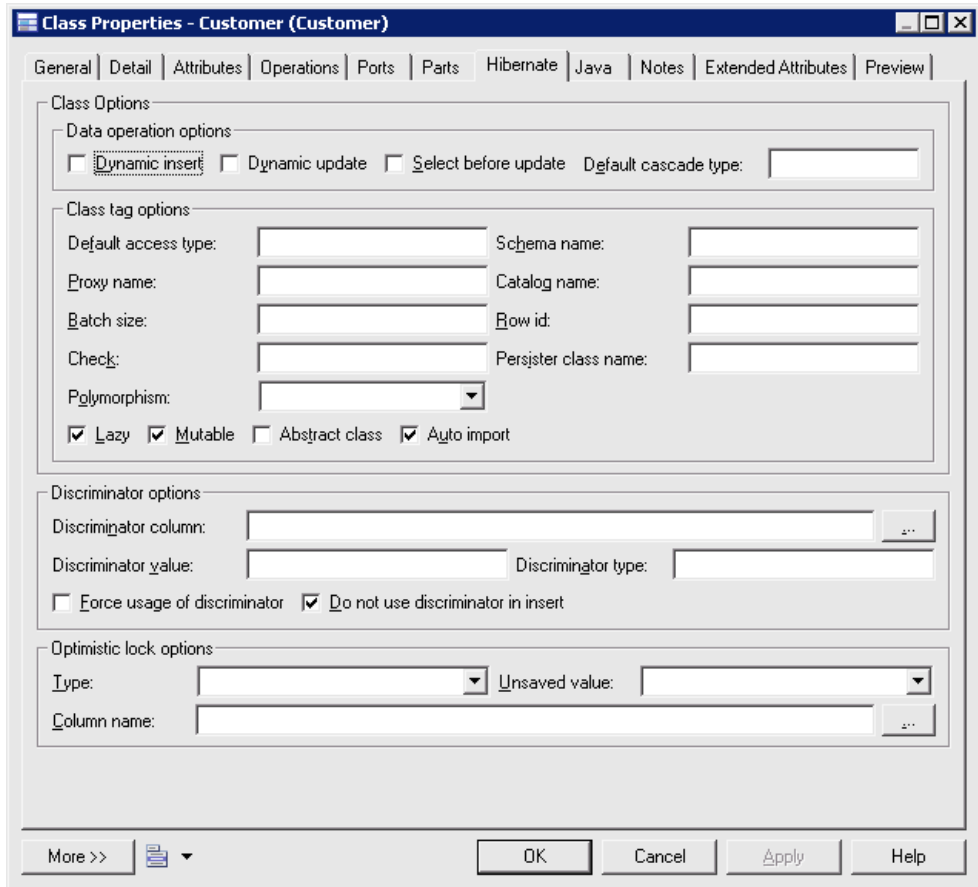 Class Properties - Customer (Customer)
General Detail Attributes Operations Ports Parts Hibernate Java Notes Extended Attributes Preview
Class Options
Data operation options
Dynamic insert Dynamic update Select before update Default cascade type:
Class tag options
Default access type: Schema name:
Proxy name: Catalog name:
Batch size: Row id:
Check: Persister class name:
Polymorphism:
Lazy Mutable Abstract class Auto import
Discriminator options
Discriminator column: ...
Discriminator value: Discriminator type:
Force usage of discriminator Do not use discriminator in insert
Optimistic lock options
Type: Unsaved value:
Column name: ...
More >> OK Cancel Apply Help